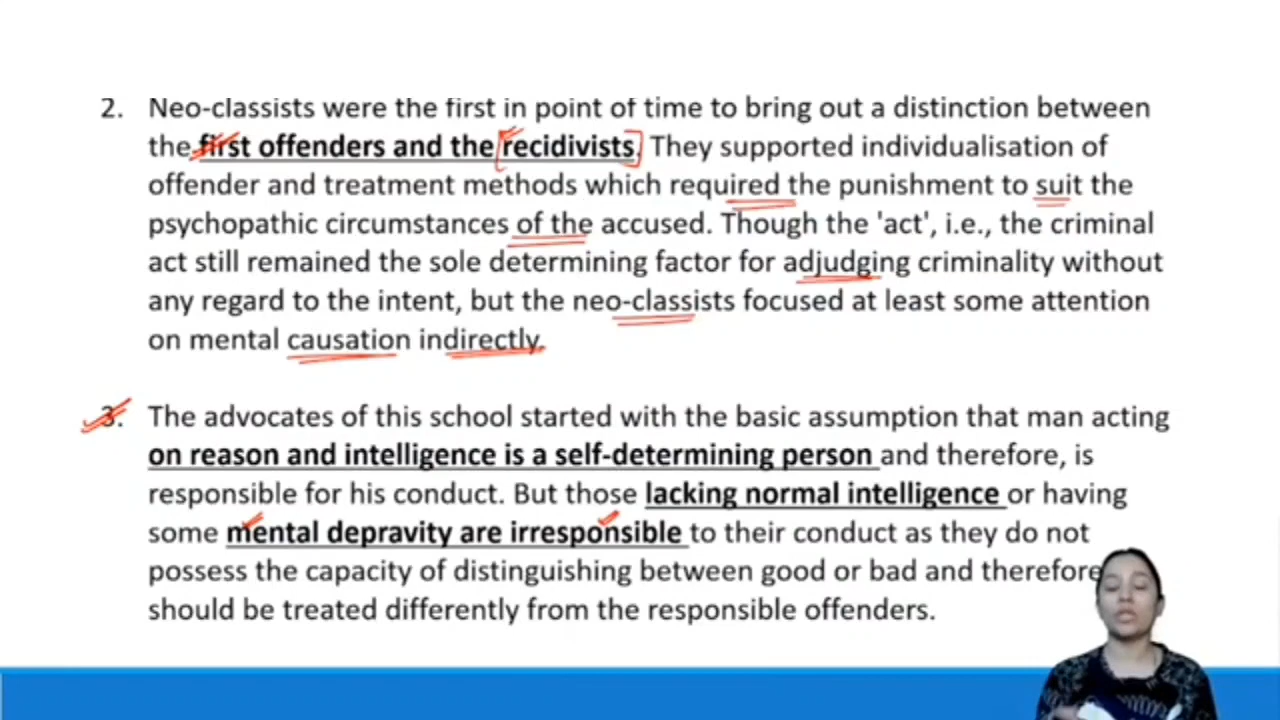 2. Neo-classists were the first in point of time to bring out a distinction between
the first offenders and the recidivists. They supported individualisation of
offender and treatment methods which required the punishment to suit the
psychopathic circumstances of the accused. Though the 'act', i.e., the criminal
act still remained the sole determining factor for adjudging criminality without
any regard to the intent, but the neo-classists focused at least some attention
on mental causation indirectly.
3. The advocates of this school started with the basic assumption that man acting
on reason and intelligence is a self-determining person and therefore, is
responsible for his conduct. But those lacking normal intelligence or having
some mental depravity are irresponsible to their conduct as they do not
possess the capacity of distinguishing between good or bad and therefore
should be treated differently from the responsible offenders.